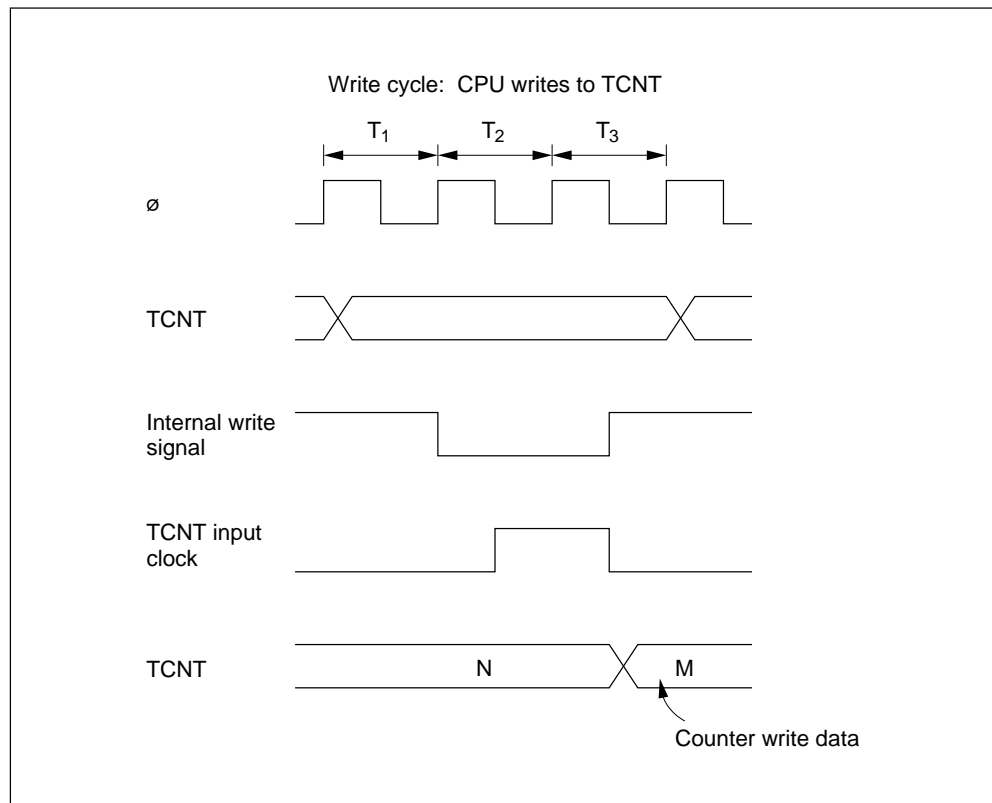 Write cycle:  CPU writes to TCNT
T1
T2
T3
ø
TCNT
Internal write
signal
TCNT input
clock
TCNT
N
M
Counter write data